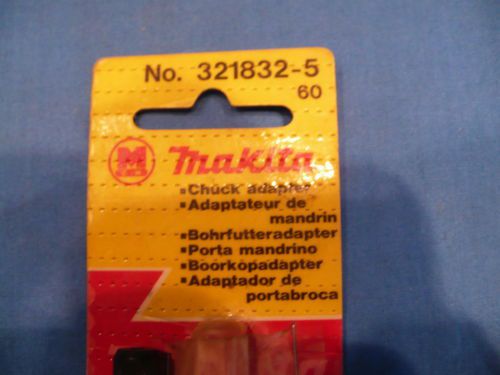 No. 321832-5
60
M makita
▪Chuck adapter
▪Adaptateur de
mandrin
▪Bohrfutteradapter
▪Porta mandrino
▪Boorkopadapter
▪Adaptador de
portabroca